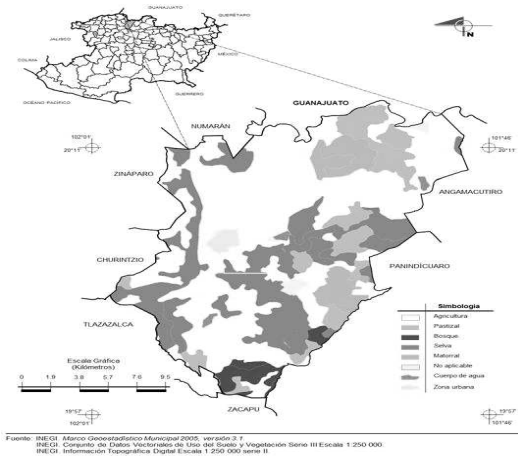 GUANAJUATO
QUERÉTARO
JALISCO
MÉXICO
COLIMA
GUERRERO
OCÉANO PACÍFICO
N
GUANAJUATO
NUMARÁN
102°01'
20°11'
101°46'
20°11'
ZINÁPARO
ANGAMACUTIRO
CHURINTZIO
PANINDÍCUARO
TLAZAZALCA
Simbología
Agricultura
Pastizal
Bosque
Selva
Matorral
No aplicable
Cuerpo de agua
Zona urbana
Escala Gráfica
(Kilómetros)
0 1.9 3.8 5.7 7.6 9.5
19°57'
102°01'
ZACAPU
19°57'
101°46'
Fuente: INEGI. Marco Geoestadístico Municipal 2005, versión 3.1.
INEGI. Conjunto de Datos Vectoriales de Uso del Suelo y Vegetación Serie III Escala 1:250 000.
INEGI. Información Topográfica Digital Escala 1:250 000 serie II